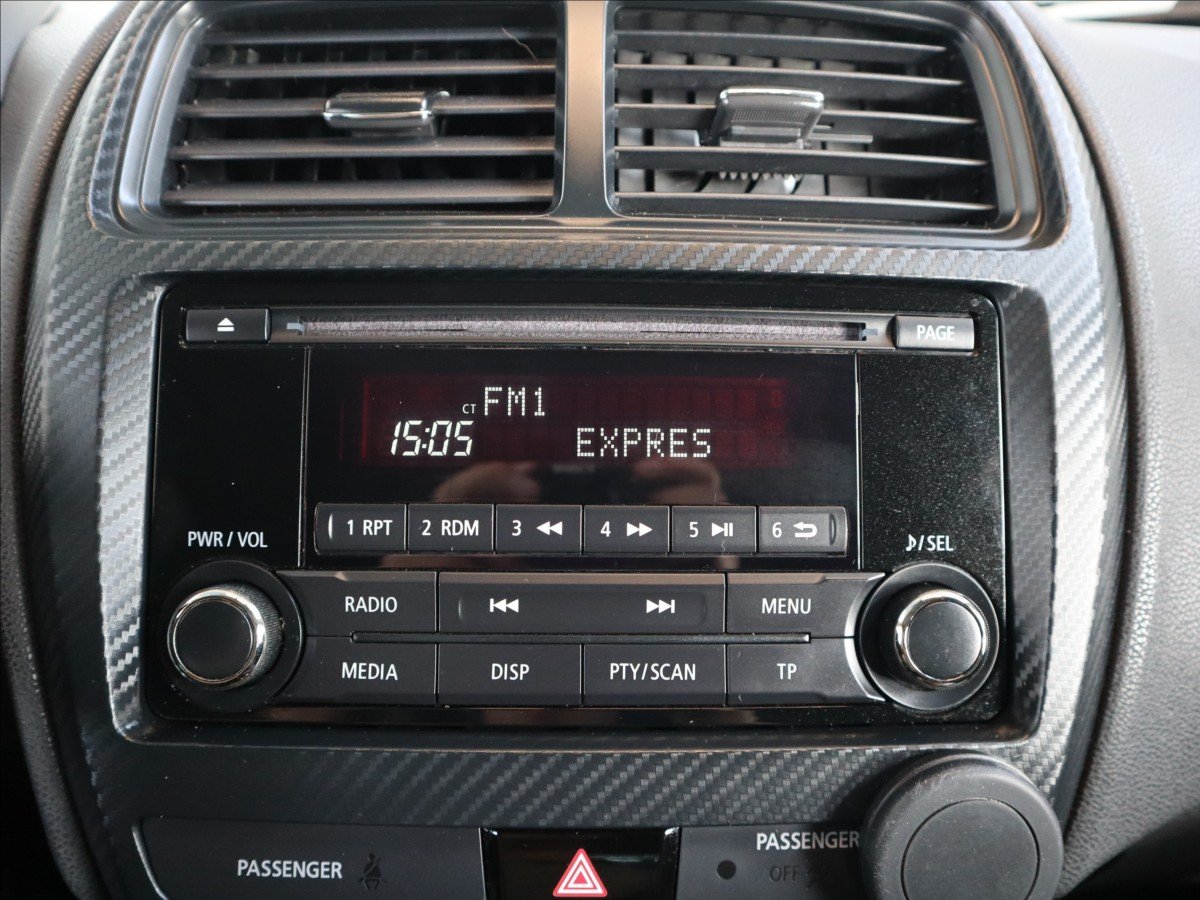 PAGE
CT FM1
15:05 EXPRES
1 RPT 2 RDM 3 4 5 6
PWR / VOL
/SEL
RADIO
MENU
MEDIA DISP PTY/SCAN TP
PASSENGER
PASSENGER
OFF